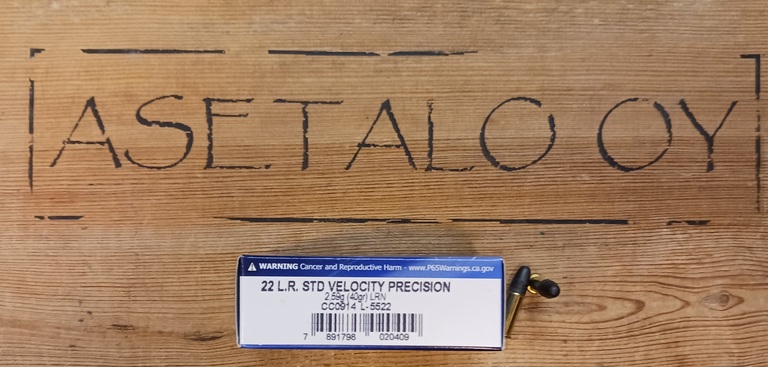 ASETALO OY
⚠ WARNING Cancer and Reproductive Harm - www.P65Warnings.ca.gov
22 L.R. STD VELOCITY PRECISION
2,59g (40gr) LRN
CC0914 L-5522
7 891798 020409